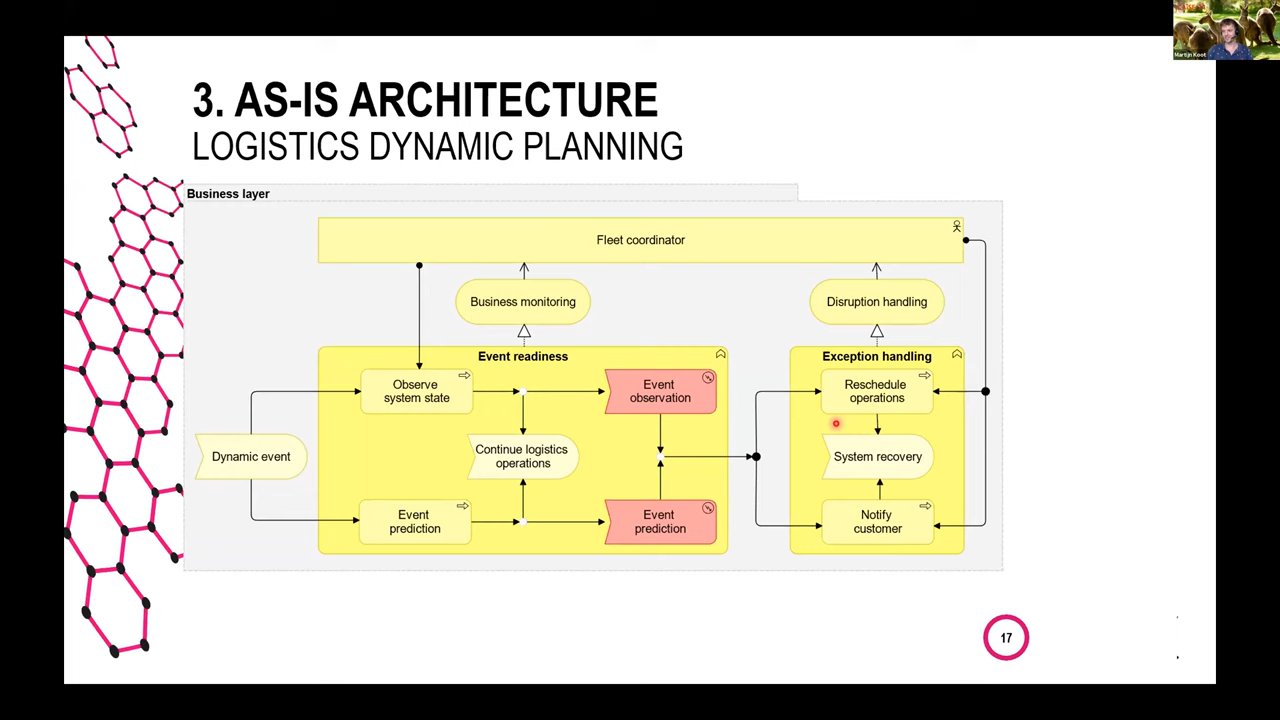 3. AS-IS ARCHITECTURE
LOGISTICS DYNAMIC PLANNING
Business layer
Fleet coordinator
Business monitoring
Disruption handling
Event readiness
Exception handling
Observe
system state
Event
observation
Reschedule
operations
Dynamic event
Continue logistics
operations
System recovery
Event
prediction
Event
prediction
Notify
customer
17
Martijn Koot